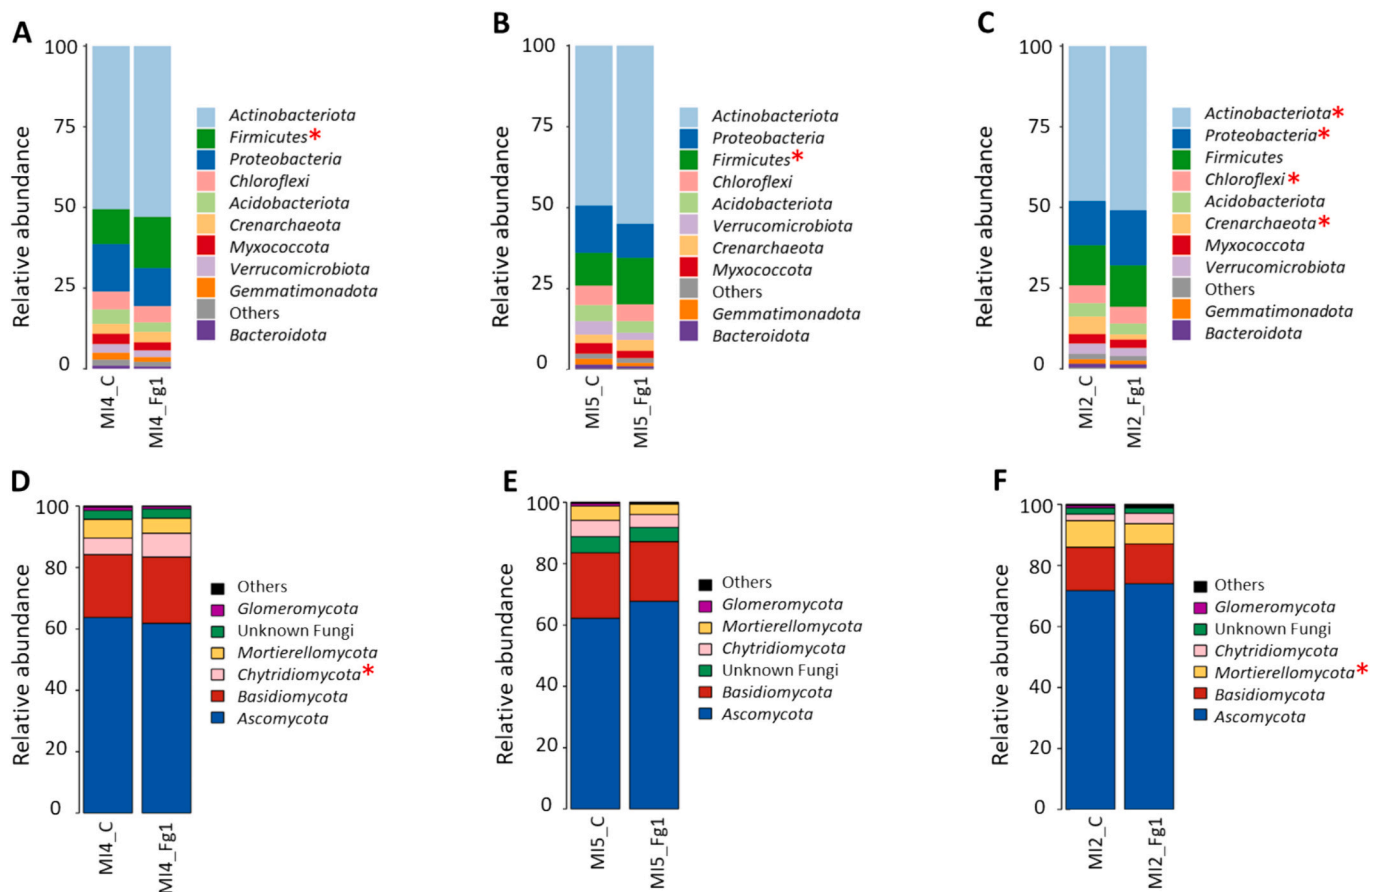 A
Relative abundance
100
75
50
25
0
MI4_C
MI4_Fg1
Actinobacteriota
Firmicutes*
Proteobacteria
Chloroflexi
Acidobacteriota
Crenarchaeota
Myxococcota
Verrucomicrobiota
Gemmatimonadota
Others
Bacteroidota
B
Relative abundance
100
75
50
25
0
MI5_C
MI5_Fg1
Actinobacteriota
Proteobacteria
Firmicutes*
Chloroflexi
Acidobacteriota
Verrucomicrobiota
Crenarchaeota
Myxococcota
Others
Gemmatimonadota
Bacteroidota
C
Relative abundance
100
75
50
25
0
MI2_C
MI2_Fg1
Actinobacteriota*
Proteobacteria*
Firmicutes
Chloroflexi*
Acidobacteriota
Crenarchaeota*
Myxococcota
Verrucomicrobiota
Others
Gemmatimonadota
Bacteroidota
D
Relative abundance
100
80
60
40
20
0
MI4_C
MI4_Fg1
Others
Glomeromycota
Unknown Fungi
Mortierellomycota
Chytridiomycota*
Basidiomycota
Ascomycota
E
Relative abundance
100
80
60
40
20
0
MI5_C
MI5_Fg1
Others
Glomeromycota
Mortierellomycota
Chytridiomycota
Unknown Fungi
Basidiomycota
Ascomycota
F
Relative abundance
100
80
60
40
20
0
MI2_C
MI2_Fg1
Others
Glomeromycota
Unknown Fungi
Chytridiomycota
Mortierellomycota*
Basidiomycota
Ascomycota